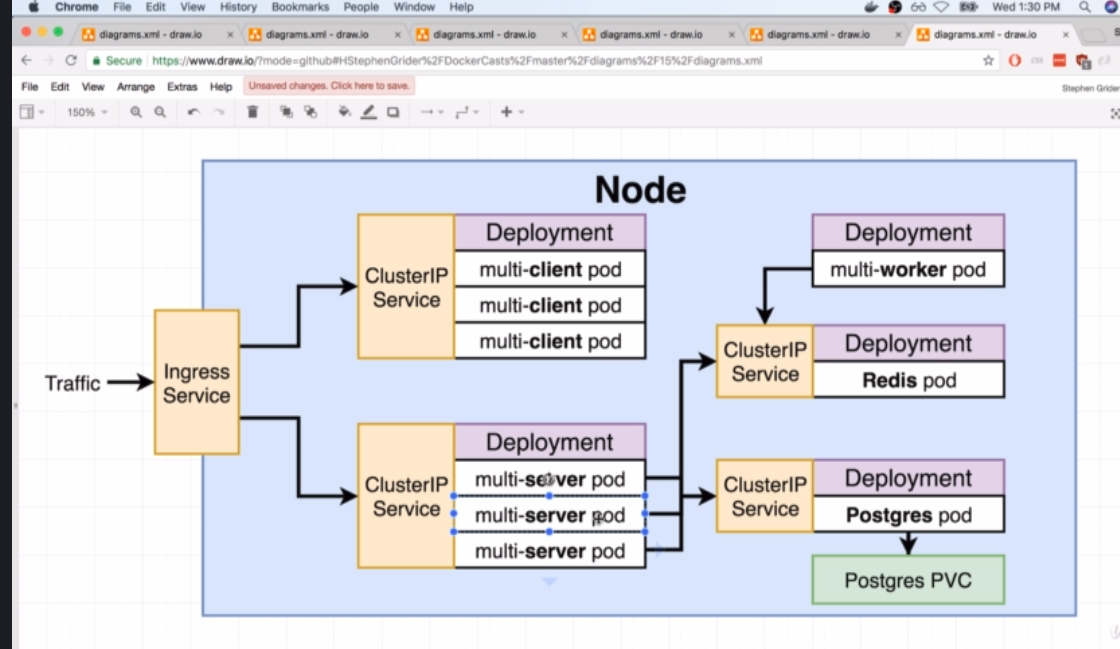 Chrome File Edit View History Bookmarks People Window Help
Wed 1:30 PM
diagrams.xml - draw.io
diagrams.xml - draw.io
diagrams.xml - draw.io
diagrams.xml - draw.io
diagrams.xml - draw.io
diagrams.xml - draw.io
Secure https://www.draw.io/?mode=github#HStephenGrider%2FDockerCasts%2Fmaster%2Fdiagrams%2F15%2Fdiagrams.xml
File Edit View Arrange Extras Help
Unsaved changes. Click here to save.
Stephen Grider
150%
Node
Traffic
Ingress
Service
ClusterIP
Service
Deployment
multi-client pod
multi-client pod
multi-client pod
ClusterIP
Service
Deployment
multi-server pod
multi-server pod
multi-server pod
Deployment
multi-worker pod
ClusterIP
Service
Deployment
Redis pod
ClusterIP
Service
Deployment
Postgres pod
Postgres PVC